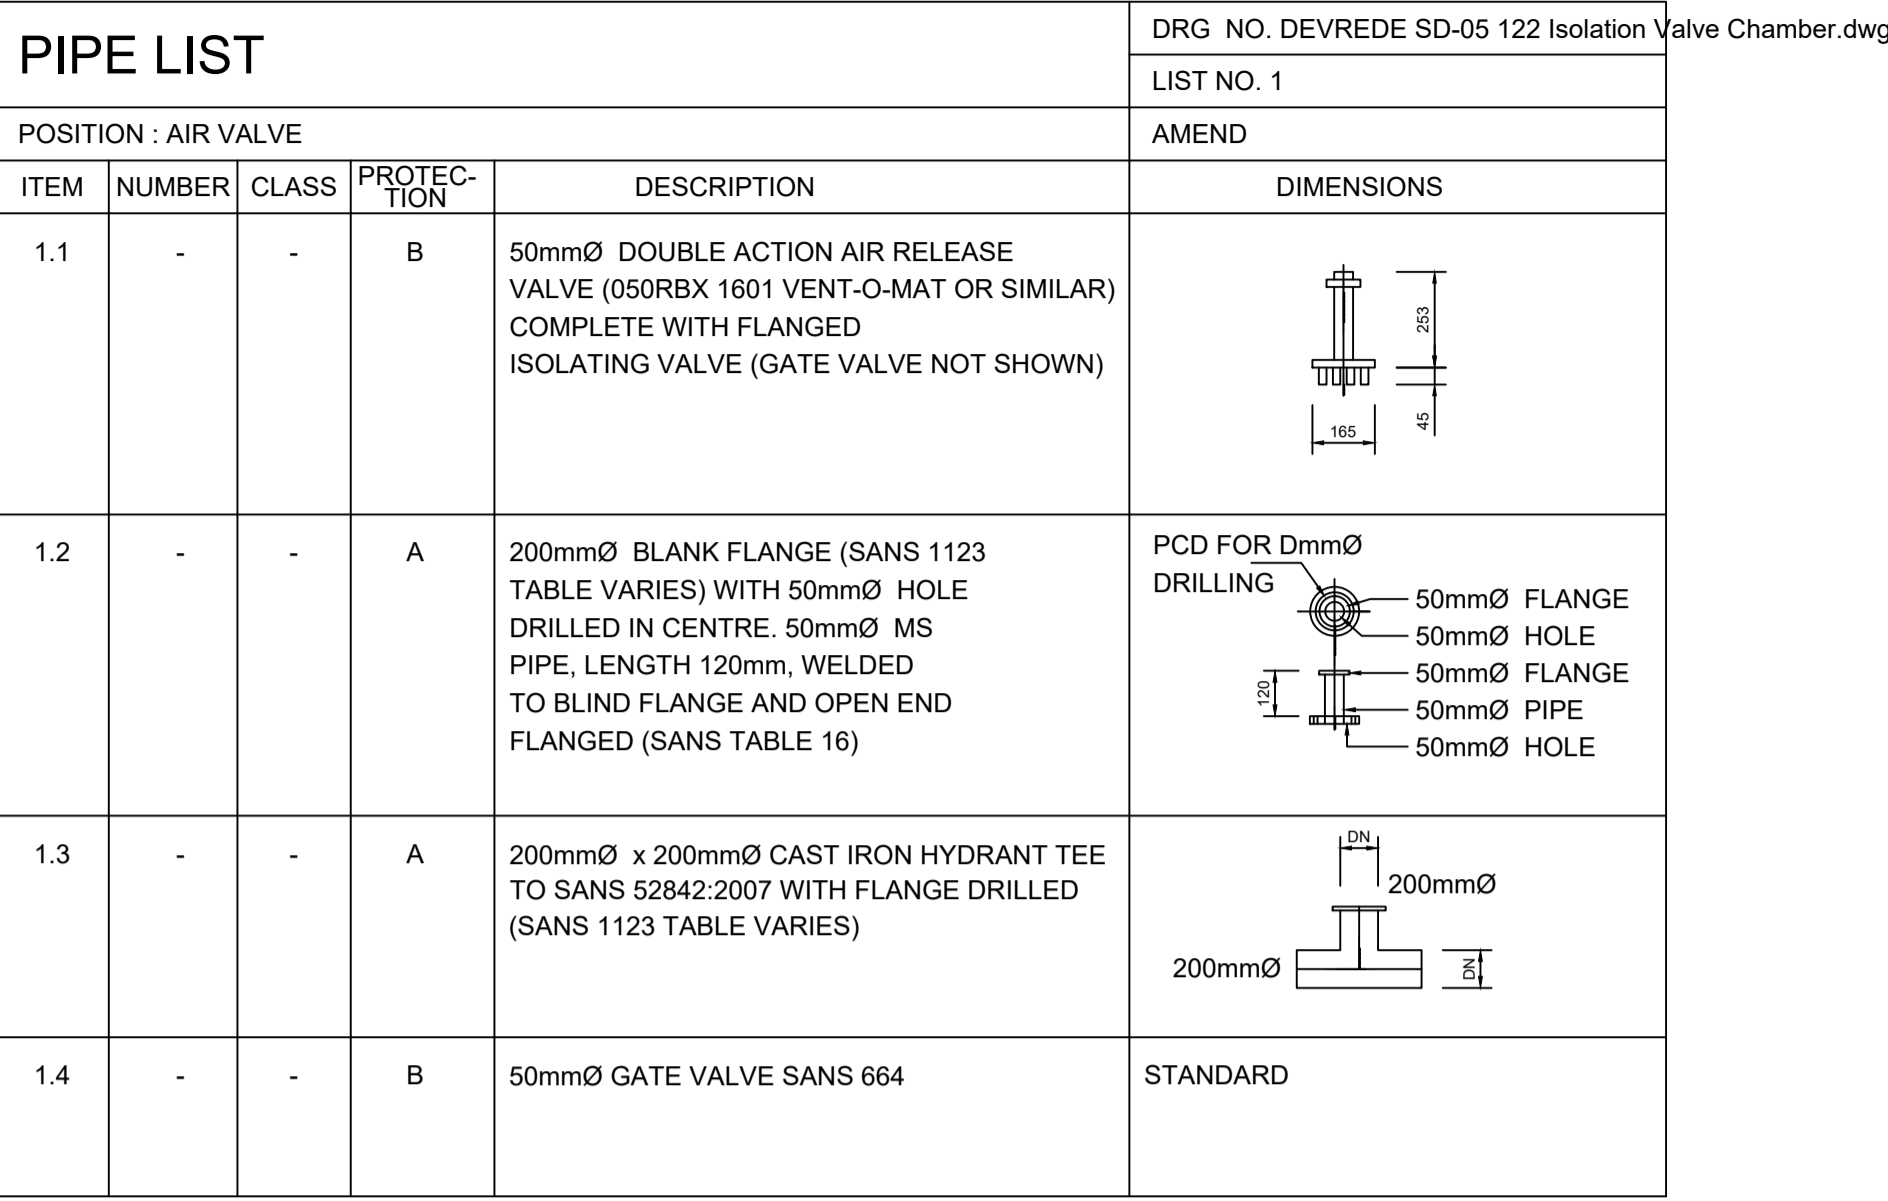 PIPE LIST
DRG NO. DEVREDE SD-05 122 Isolation Valve Chamber.dwg
LIST NO. 1
POSITION : AIR VALVE
AMEND
ITEM
NUMBER
CLASS
PROTEC-
TION
DESCRIPTION
DIMENSIONS
1.1
-
-
B
50mmØ DOUBLE ACTION AIR RELEASE
VALVE (050RBX 1601 VENT-O-MAT OR SIMILAR)
COMPLETE WITH FLANGED
ISOLATING VALVE (GATE VALVE NOT SHOWN)
253
45
165
1.2
-
-
A
200mmØ BLANK FLANGE (SANS 1123
TABLE VARIES) WITH 50mmØ HOLE
DRILLED IN CENTRE. 50mmØ MS
PIPE, LENGTH 120mm, WELDED
TO BLIND FLANGE AND OPEN END
FLANGED (SANS TABLE 16)
PCD FOR DmmØ
DRILLING
50mmØ FLANGE
50mmØ HOLE
50mmØ FLANGE
120
50mmØ PIPE
50mmØ HOLE
1.3
-
-
A
200mmØ x 200mmØ CAST IRON HYDRANT TEE
TO SANS 52842:2007 WITH FLANGE DRILLED
(SANS 1123 TABLE VARIES)
DN
200mmØ
200mmØ
DN
1.4
-
-
B
50mmØ GATE VALVE SANS 664
STANDARD